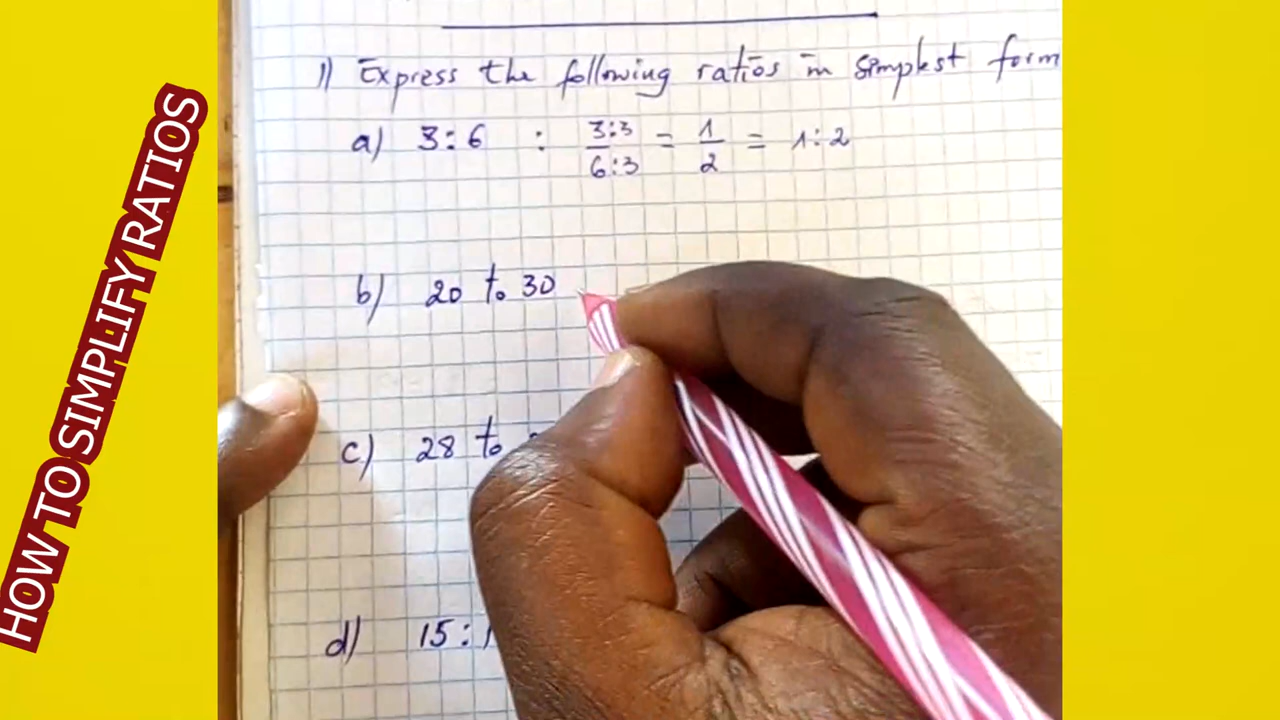 HOW TO SIMPLIFY RATIOS
1) Express the following ratios in simplest form
a) 3:6 : 3:3/6:3 = 1/2 = 1:2
b) 20 to 30
c) 28 to
d) 15: